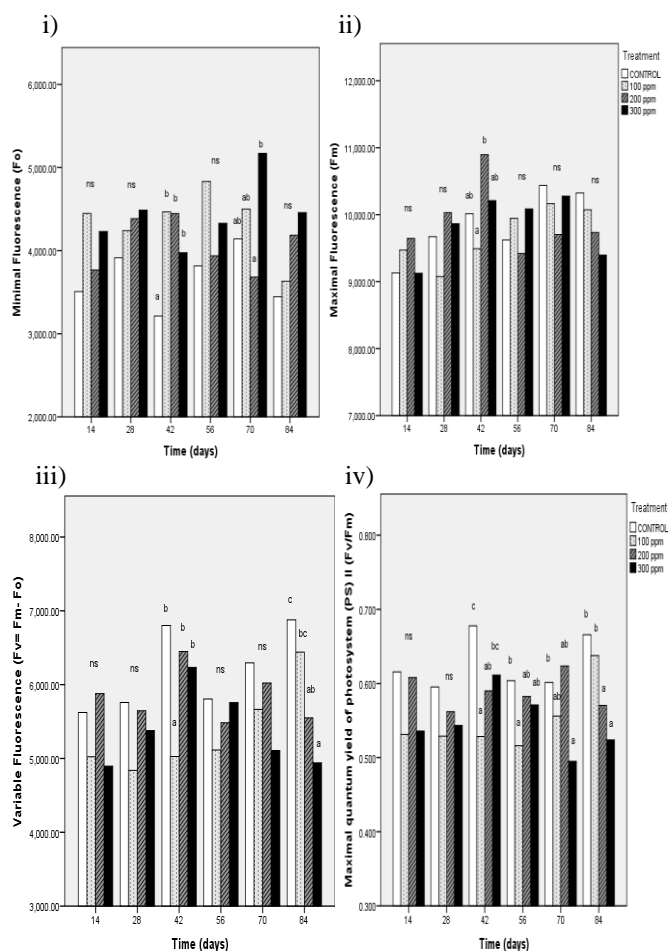 i)
ii)
Minimal Fluorescence (Fo)
6,000.00
5,000.00
4,000.00
3,000.00
2,000.00
ns
ns
a
b
b
b
ns
ab
ab
a
b
ns
14
28
42
56
70
84
Time (days)
Maximal Fluorescence (Fm)
12,000.00
11,000.00
10,000.00
9,000.00
8,000.00
7,000.00
ns
ns
ab
a
b
ab
ns
ns
ns
14
28
42
56
70
84
Time (days)
Treatment
CONTROL
100 ppm
200 ppm
300 ppm
iii)
iv)
Variable Fluorescence (Fv= Fm- Fo)
8,000.00
7,000.00
6,000.00
5,000.00
4,000.00
3,000.00
ns
ns
b
a
b
b
ns
ns
c
bc
ab
a
14
28
42
56
70
84
Time (days)
Maximal quantum yield of photosystem (PS) II (Fv/Fm)
0.800
0.700
0.600
0.500
0.400
0.300
ns
ns
c
a
ab
bc
b
a
ab
ab
b
ab
ab
a
b
b
a
a
14
28
42
56
70
84
Time (days)
Treatment
CONTROL
100 ppm
200 ppm
300 ppm